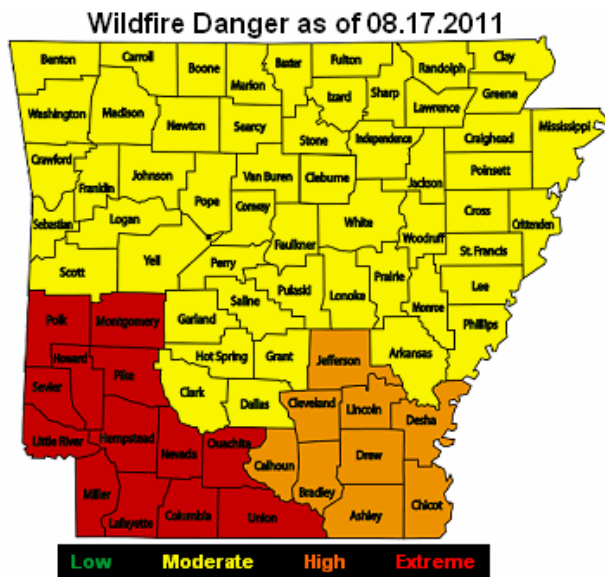 Wildfire Danger as of 08.17.2011
Benton Carroll Boone Marion Baxter Fulton Randolph Clay
Izard Sharp Lawrence Greene
Washington Madison Newton Searcy Stone Independence Craighead Mississippi
Crawford Franklin Johnson Pope Van Buren Cleburne Jackson Poinsett
Sebastian Logan Conway White Woodruff Cross Crittenden
Scott Yell Perry Faulkner St. Francis
Pulaski Lonoke Prairie Monroe Lee
Polk Montgomery Garland Saline Phillips
Howard Pike Hot Spring Grant Jefferson Arkansas
Sevier Clark Dallas Cleveland Lincoln Desha
Little River Hempstead Nevada Ouachita Calhoun Drew
Miller Lafayette Columbia Union Bradley Ashley Chicot
Low Moderate High Extreme